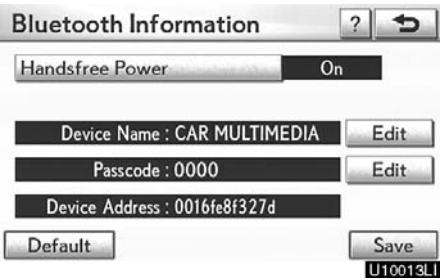 Bluetooth Information ?
Handsfree Power On
Device Name : CAR MULTIMEDIA Edit
Passcode : 0000 Edit
Device Address : 0016fe8f327d
Default Save
U10013LI